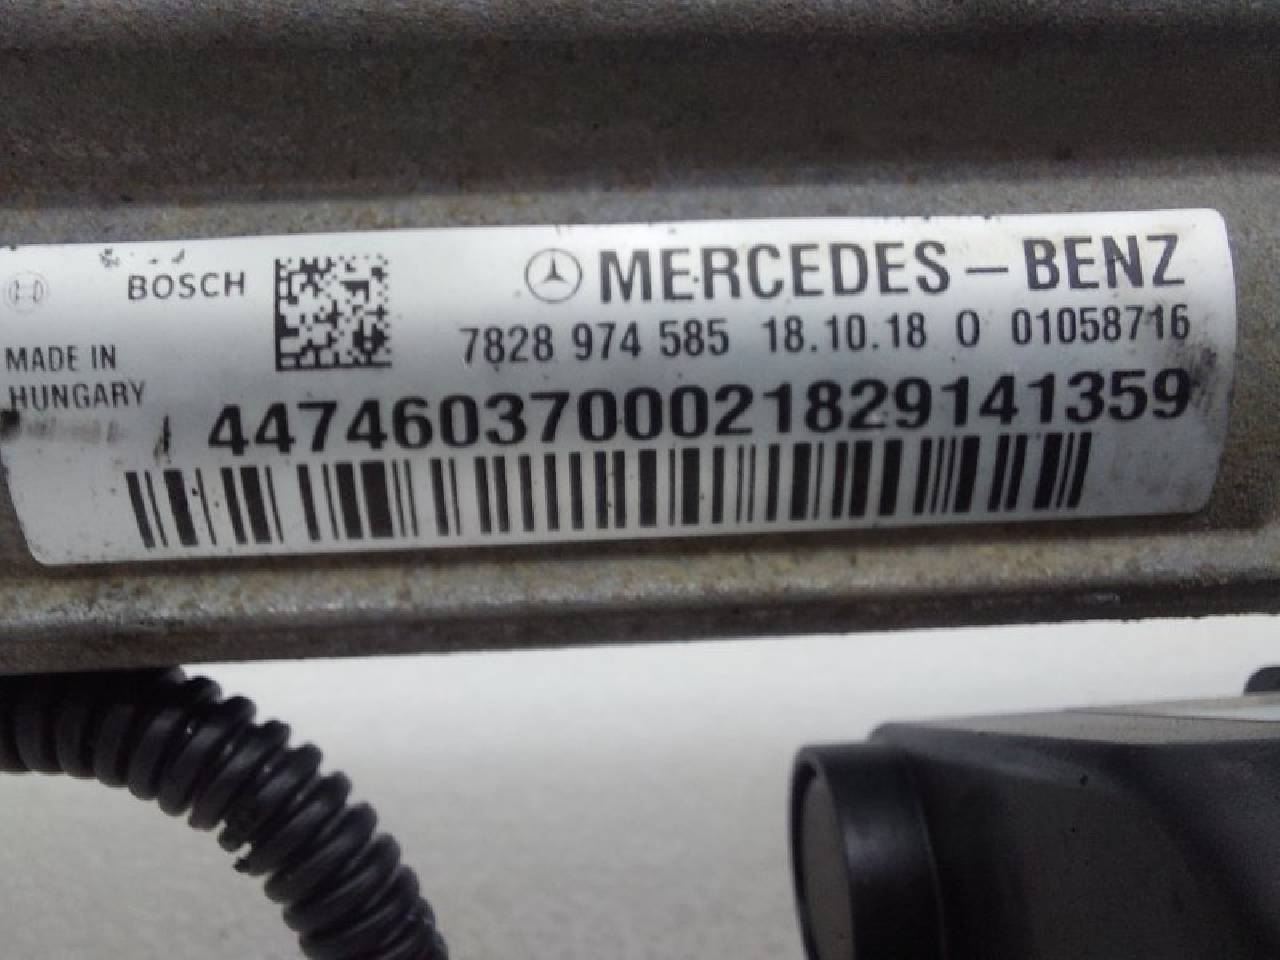 BOSCH
MERCEDES-BENZ
7828 974 585 18.10.18 0 01058716
MADE IN
HUNGARY
4474603700021829141359